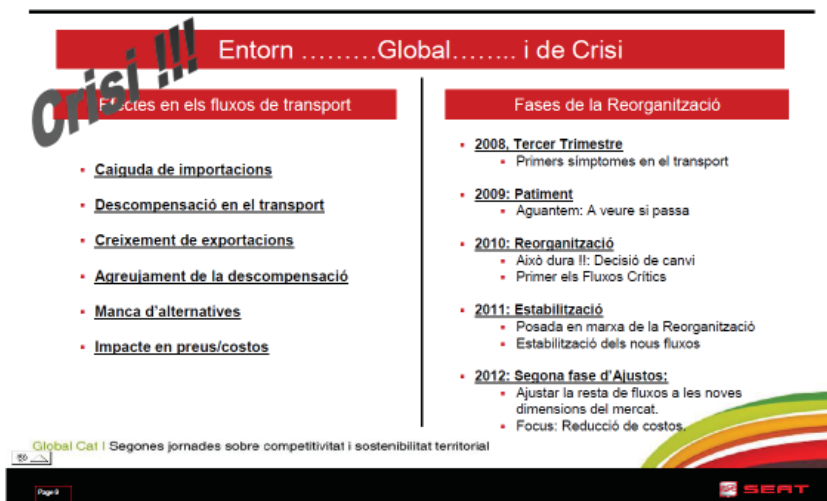 Entorn .........Global........ i de Crisi
Crisi !!!
Efectes en els fluxos de transport
Caiguda de importacions
Descompensació en el transport
Creixement de exportacions
Agreujament de la descompensació
Manca d'alternatives
Impacte en preus/costos
Fases de la Reorganització
2008, Tercer Trimestre
Primers símptomes en el transport
2009: Patiment
Aguantem: A veure si passa
2010: Reorganització
Això dura !!: Decisió de canvi
Primer els Fluxos Crítics
2011: Estabilització
Posada en marxa de la Reorganització
Estabilització dels nous fluxos
2012: Segona fase d'Ajustos:
Ajustar la resta de fluxos a les noves
dimensions del mercat.
Focus: Reducció de costos.
Global Cat I Segones jornades sobre competitivitat i sostenibilitat territorial
Page 9
SEAT